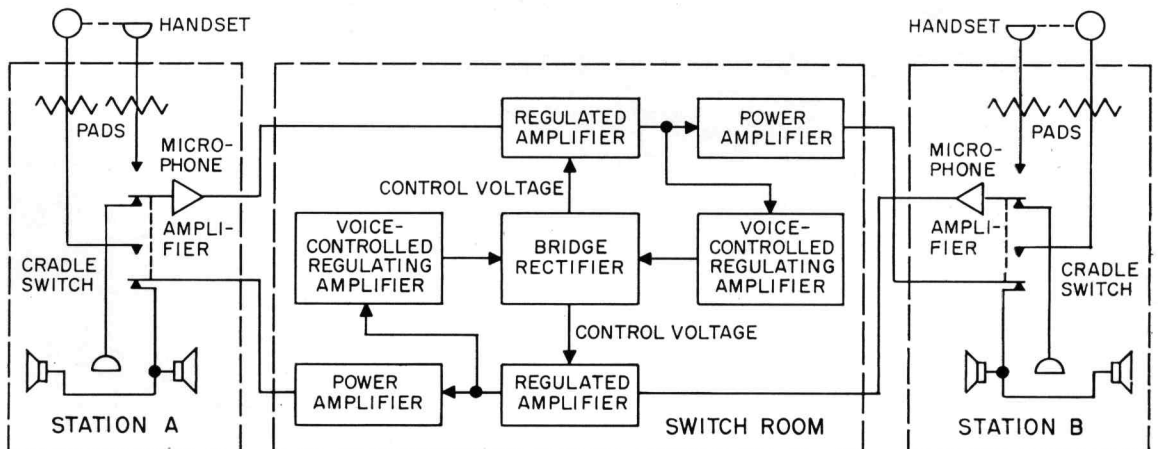 HANDSET
PADS
MICRO-
PHONE
AMPLI-
FIER
CRADLE
SWITCH
STATION A
REGULATED
AMPLIFIER
POWER
AMPLIFIER
CONTROL VOLTAGE
VOICE-
CONTROLLED
REGULATING
AMPLIFIER
BRIDGE
RECTIFIER
VOICE-
CONTROLLED
REGULATING
AMPLIFIER
CONTROL VOLTAGE
POWER
AMPLIFIER
REGULATED
AMPLIFIER
SWITCH ROOM
HANDSET
PADS
MICRO-
PHONE
AMPLI-
FIER
CRADLE
SWITCH
STATION B